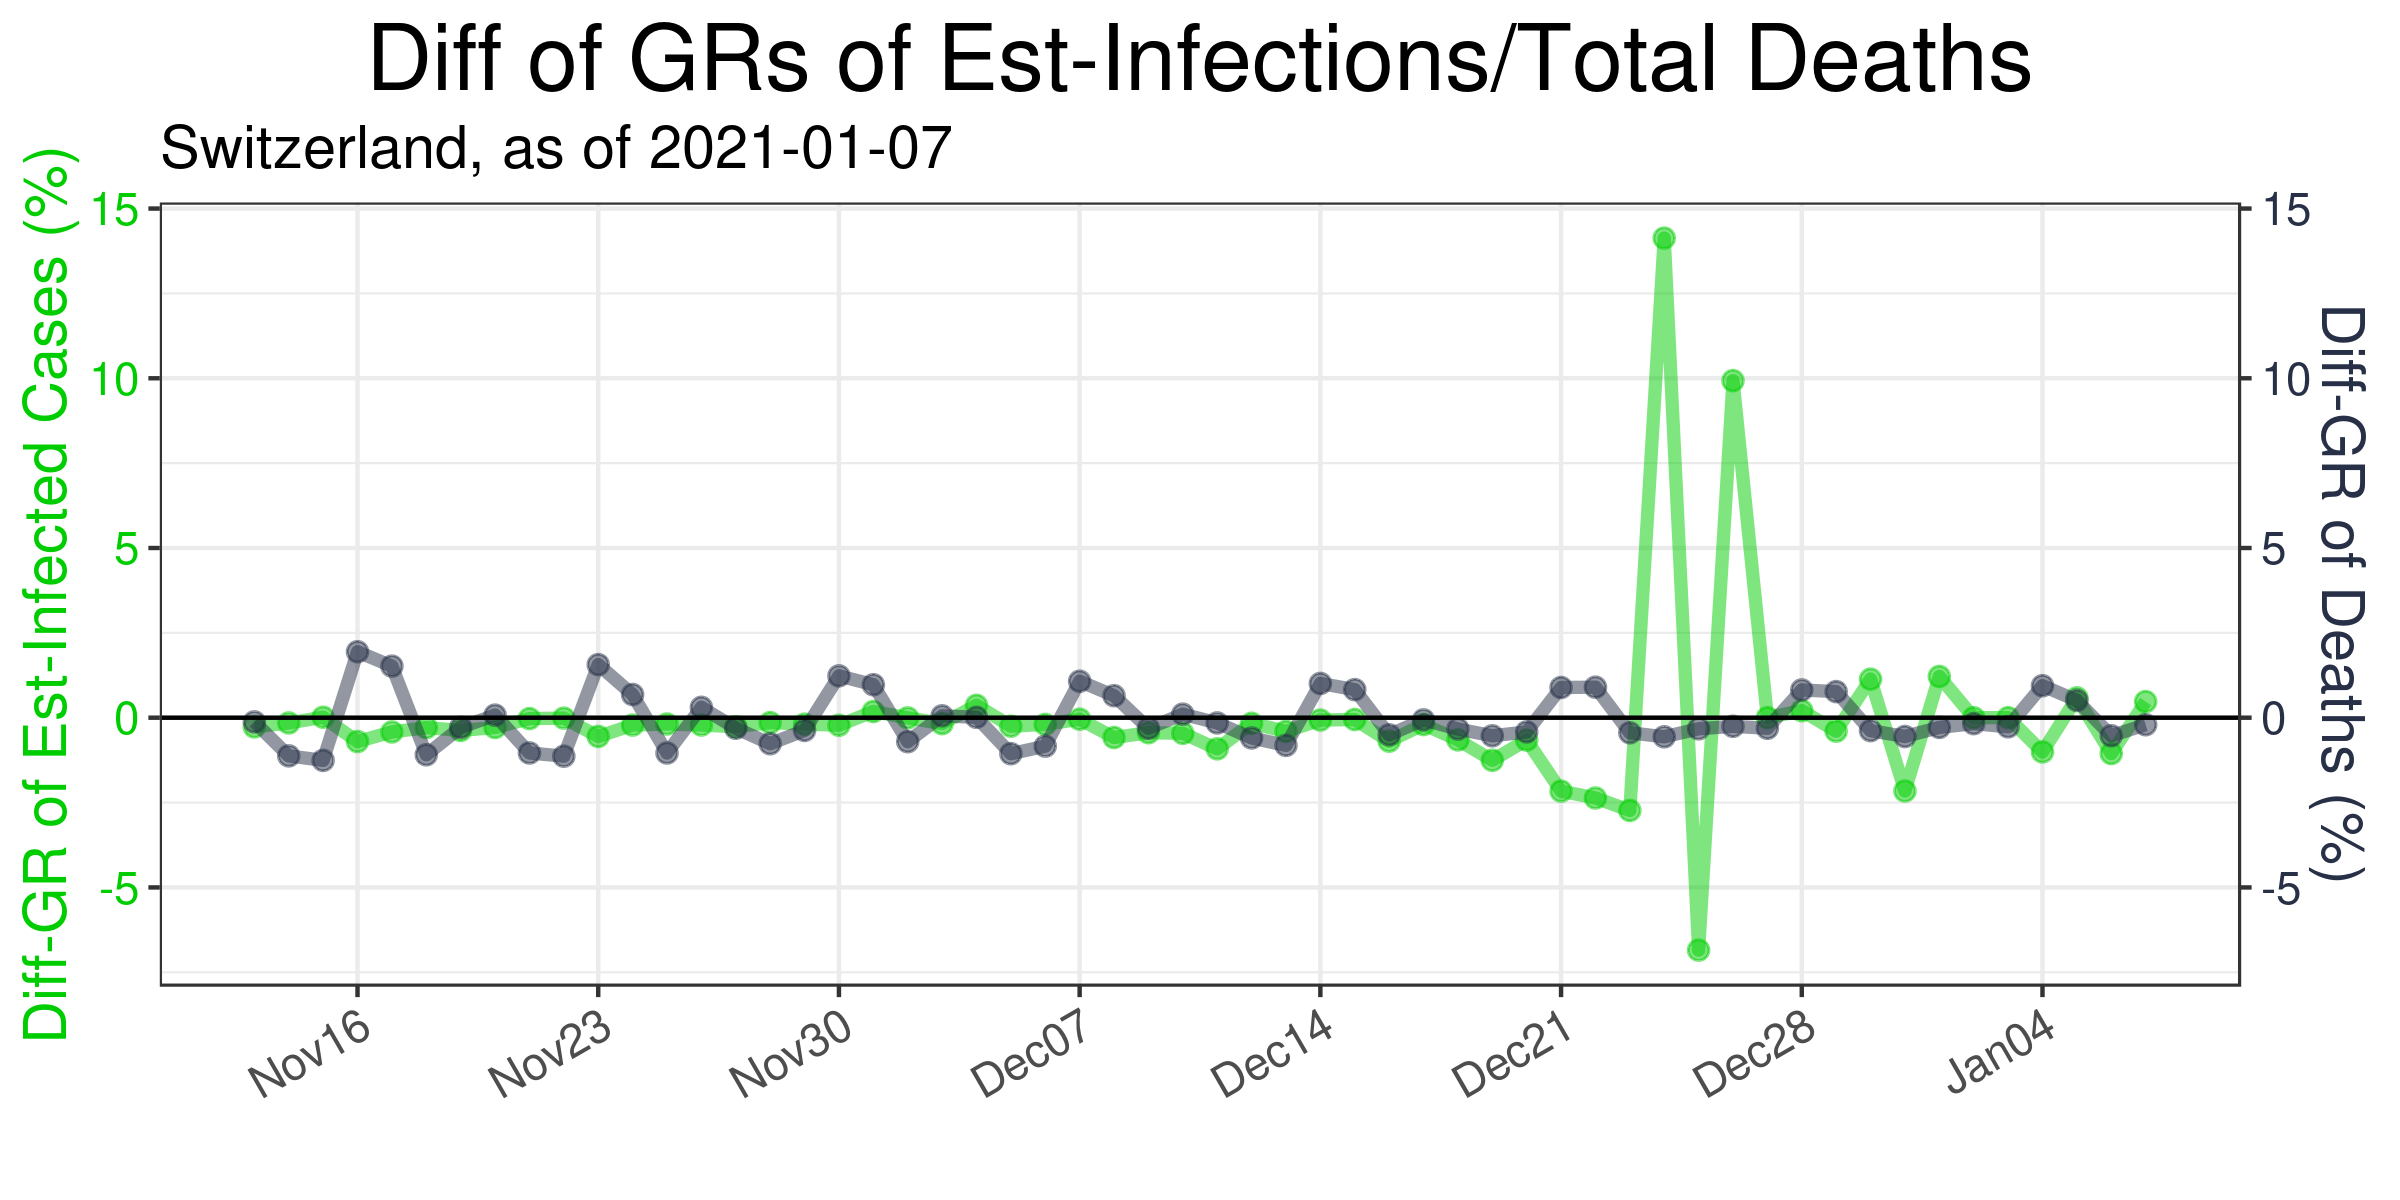 Diff of GRs of Est-Infections/Total Deaths
Switzerland, as of 2021-01-07
Diff-GR of Est-Infected Cases (%)
15
10
5
0
-5
15
10
5
0
-5
Diff-GR of Deaths (%)
Nov16
Nov23
Nov30
Dec07
Dec14
Dec21
Dec28
Jan04